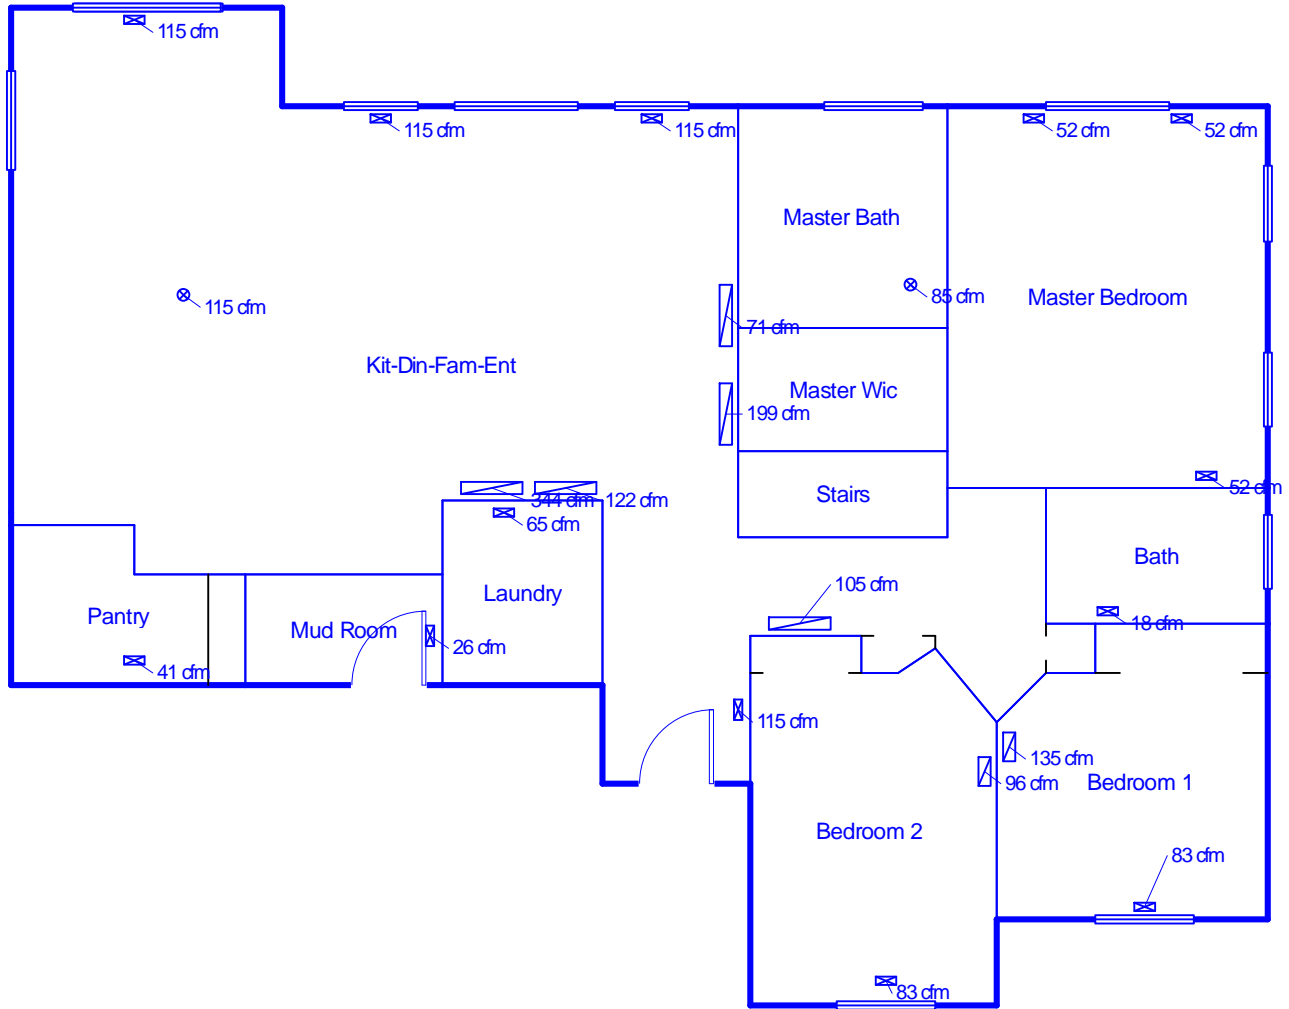 115 cfm
115 cfm
115 cfm
52 cfm
52 cfm
Master Bath
115 cfm
85 cfm
Master Bedroom
71 cfm
Kit-Din-Fam-Ent
Master Wic
199 cfm
Stairs
344 cfm
122 cfm
52 cfm
65 cfm
Bath
Laundry
105 cfm
Pantry
Mud Room
18 cfm
26 cfm
41 cfm
115 cfm
135 cfm
96 cfm
Bedroom 1
Bedroom 2
83 cfm
83 cfm